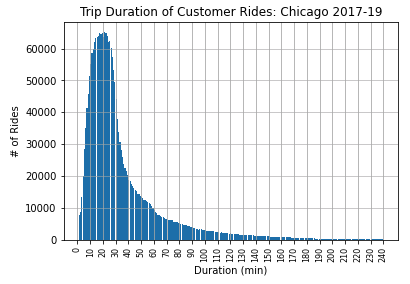 Trip Duration of Customer Rides: Chicago 2017-19
60000
50000
40000
30000
20000
10000
0
# of Rides
0 10 20 30 40 50 60 70 80 90 100 110 120 130 140 150 160 170 180 190 200 210 220 230 240
Duration (min)